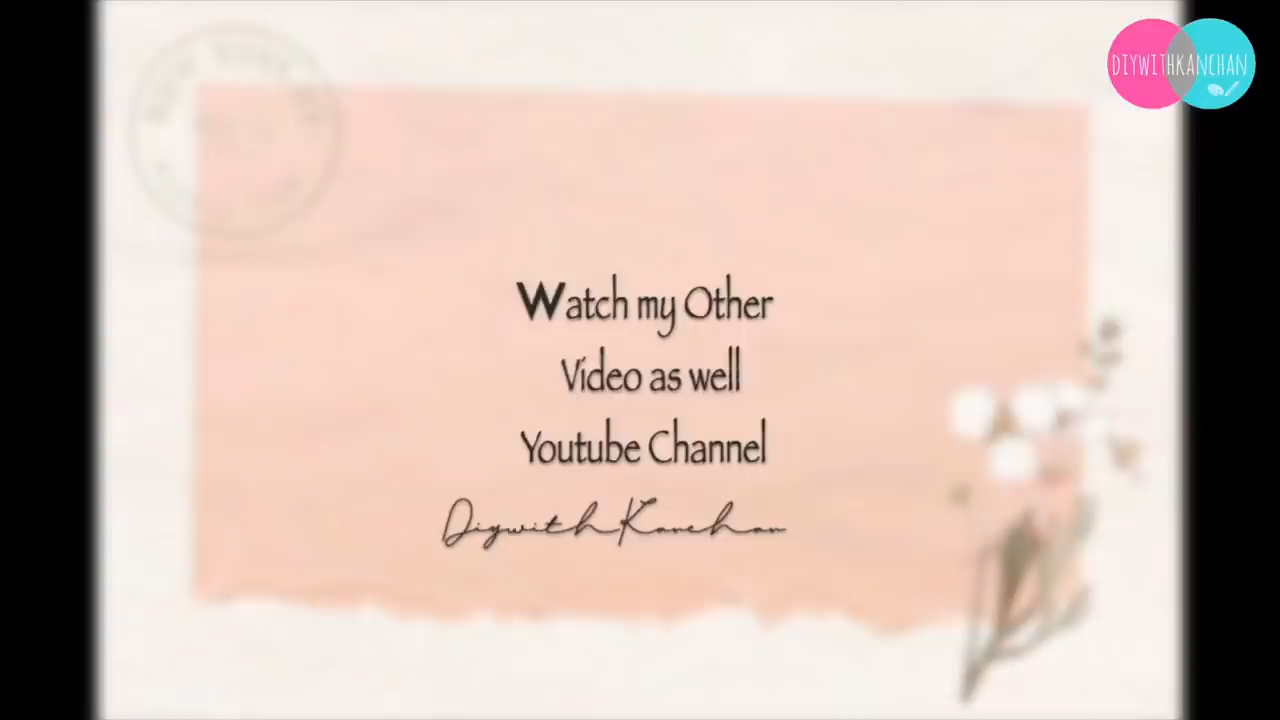 DIYWITHKANCHAN
Watch my Other
Video as well
Youtube Channel
DiywithKanchan